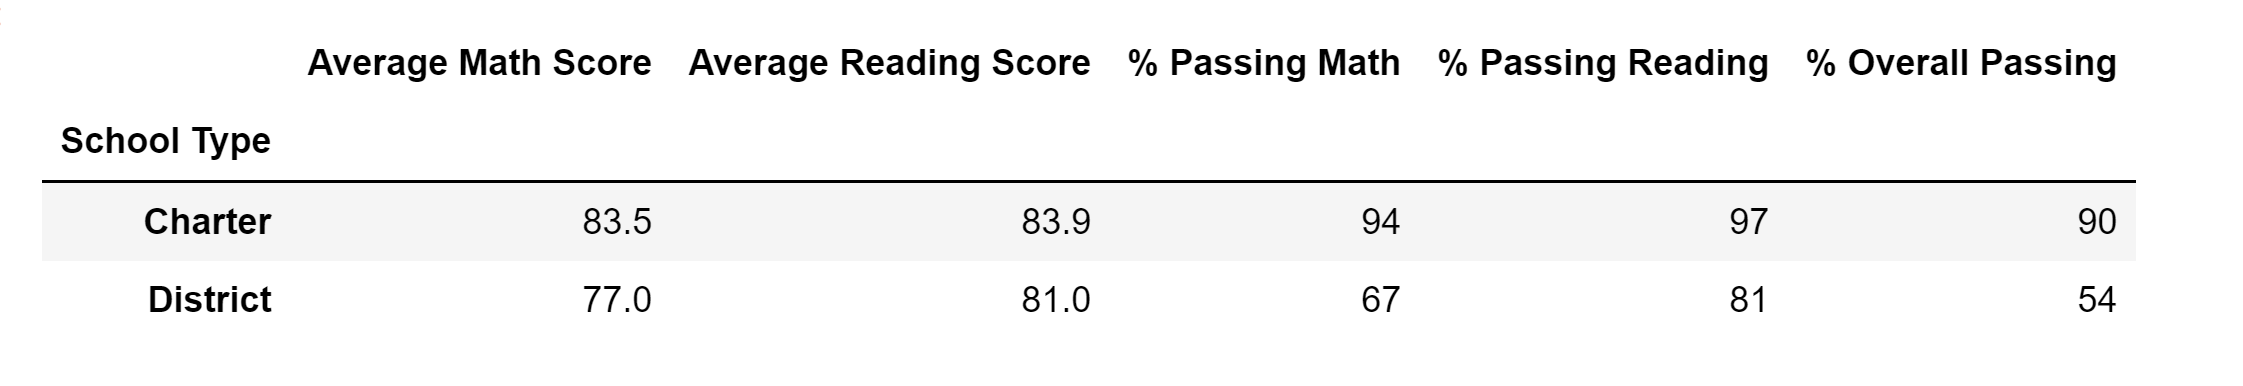 Average Math Score Average Reading Score % Passing Math % Passing Reading % Overall Passing
School Type
Charter 83.5 83.9 94 97 90
District 77.0 81.0 67 81 54